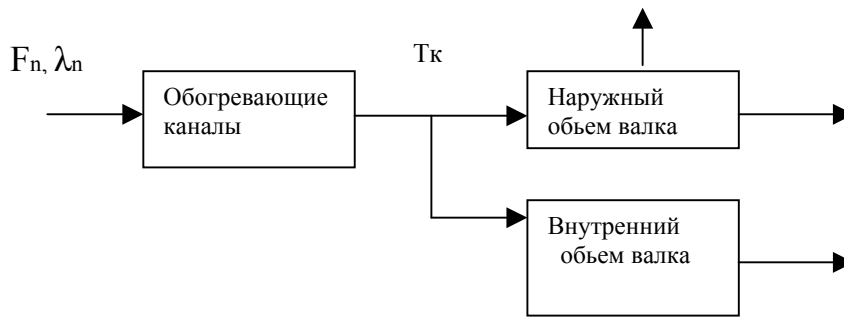 Fn, λn
Тк
Обогревающие
каналы
Наружный
обьем валка
Внутренний
обьем валка